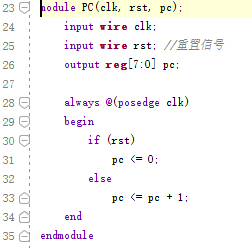 23 module PC(clk, rst, pc);
24 input wire clk;
25 input wire rst; //重置信号
26 output reg[7:0] pc;
27
28 always @(posedge clk)
29 begin
30 if (rst)
31 pc <= 0;
32 else
33 pc <= pc + 1;
34 end
35 endmodule